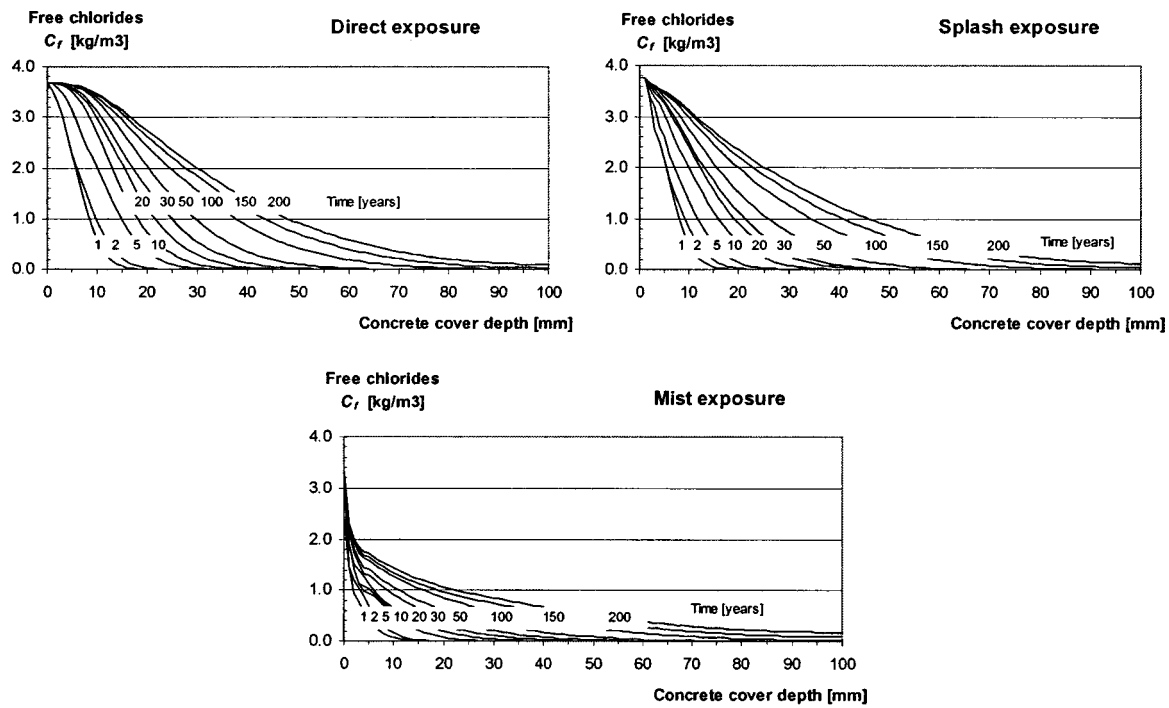 Free chlorides
Cf [kg/m3]
Direct exposure
4.0
3.0
2.0
1.0
0.0
20 30 50 100 150 200 Time [years]
1 2 5 10
0 10 20 30 40 50 60 70 80 90 100
Concrete cover depth [mm]
Free chlorides
Cf [kg/m3]
Splash exposure
4.0
3.0
2.0
1.0
0.0
1 2 5 10 20 30 50 100 150 200 Time [years]
0 10 20 30 40 50 60 70 80 90 100
Concrete cover depth [mm]
Free chlorides
Cf [kg/m3]
Mist exposure
4.0
3.0
2.0
1.0
0.0
1 2 5 10 20 30 50 100 150 200 Time [years]
0 10 20 30 40 50 60 70 80 90 100
Concrete cover depth [mm]